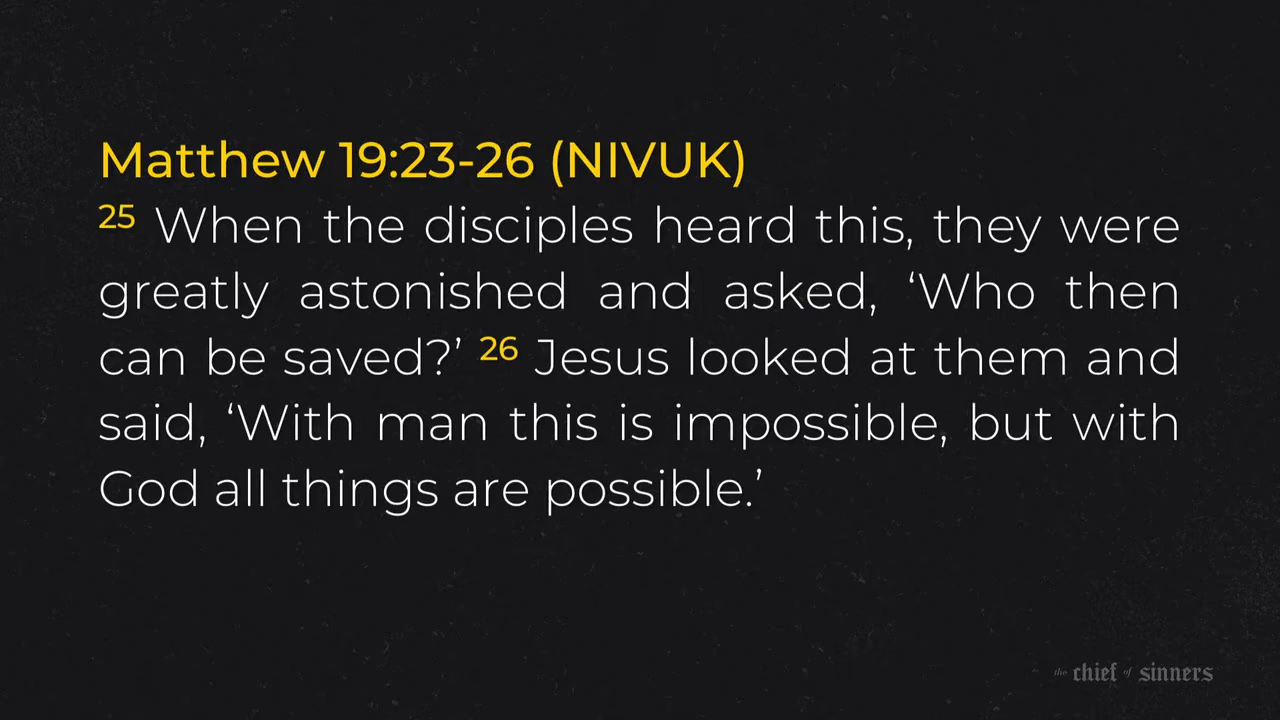 Matthew 19:23-26 (NIVUK)
25 When the disciples heard this, they were
greatly astonished and asked, ‘Who then
can be saved?’ 26 Jesus looked at them and
said, ‘With man this is impossible, but with
God all things are possible.’
the chief of sinners